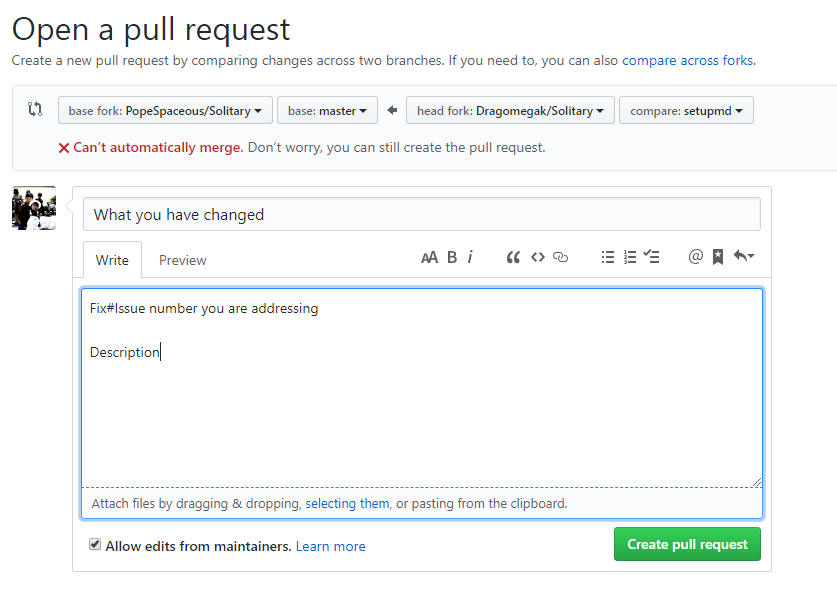 Open a pull request
Create a new pull request by comparing changes across two branches. If you need to, you can also compare across forks.
base fork: PopeSpaceous/Solitary base: master head fork: Dragomegak/Solitary compare: setupmd
Can't automatically merge. Don't worry, you can still create the pull request.
What you have changed
Write Preview AA B i @
Fix#Issue number you are addressing
Description
Attach files by dragging & dropping, selecting them, or pasting from the clipboard.
Allow edits from maintainers. Learn more Create pull request